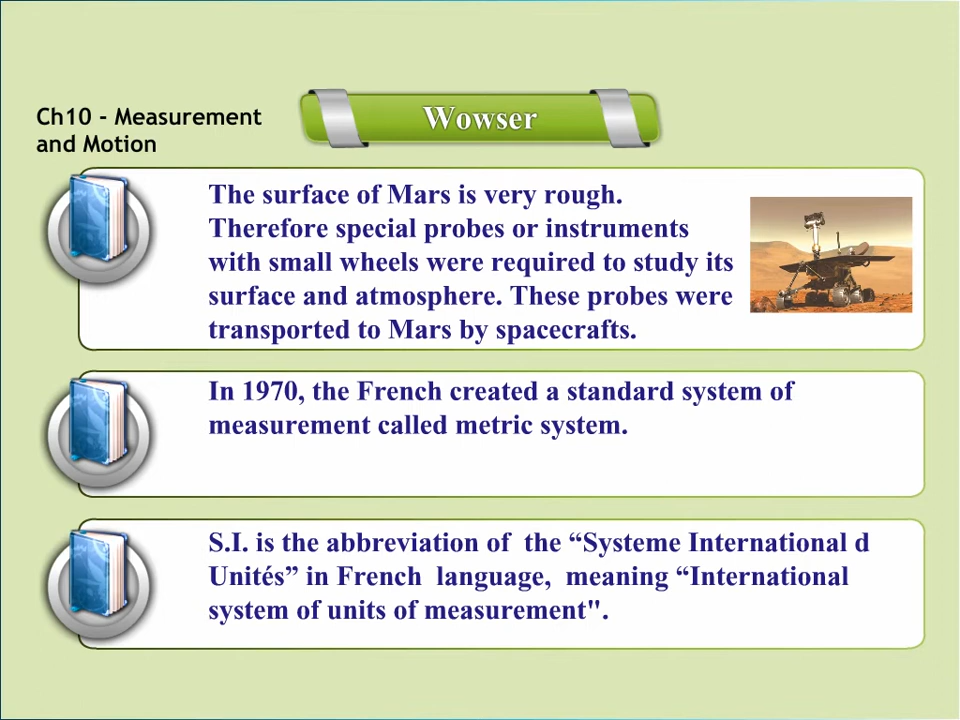 Ch10 - Measurement
and Motion
Wowser
The surface of Mars is very rough.
Therefore special probes or instruments
with small wheels were required to study its
surface and atmosphere. These probes were
transported to Mars by spacecrafts.
In 1970, the French created a standard system of
measurement called metric system.
S.I. is the abbreviation of  the “Systeme International d
Unités” in French  language,  meaning “International
system of units of measurement".